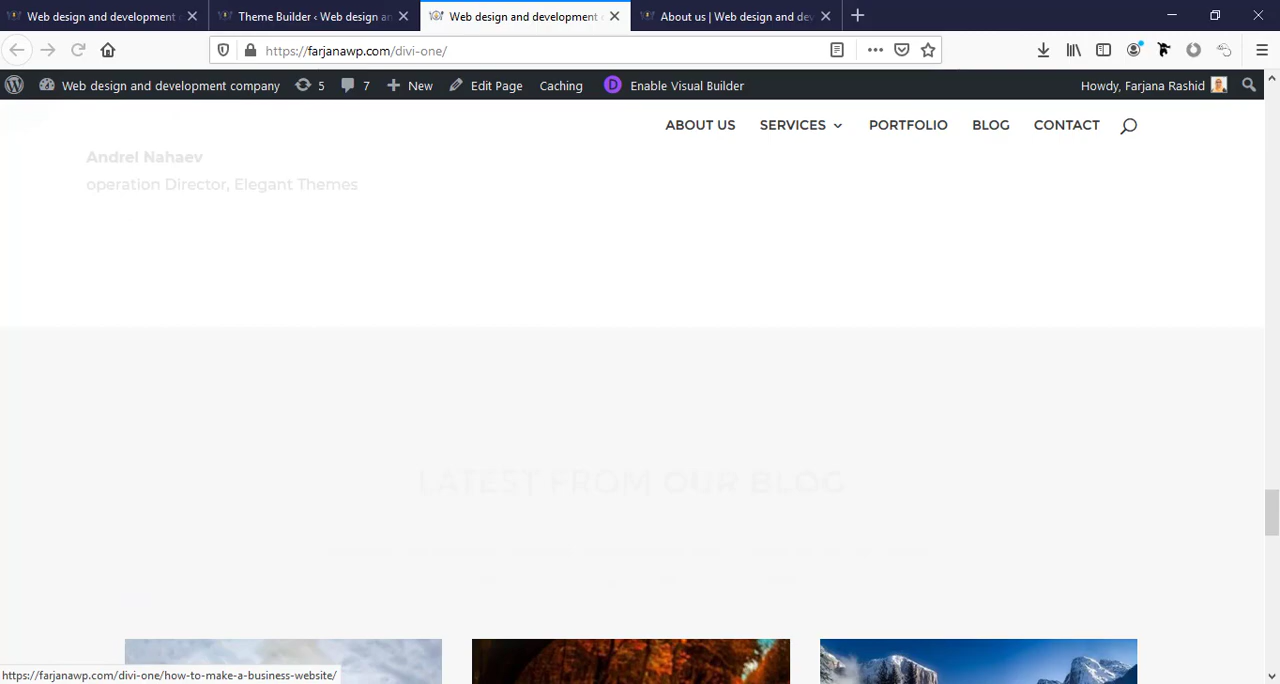 Web design and development
Theme Builder ‹ Web design an
Web design and development
About us | Web design and dev
https://farjanawp.com/divi-one/
Web design and development company
5
7
New
Edit Page
Caching
D
Enable Visual Builder
Howdy, Farjana Rashid
ABOUT US
SERVICES
PORTFOLIO
BLOG
CONTACT
Andrel Nahaev
operation Director, Elegant Themes
LATEST FROM OUR BLOG
https://farjanawp.com/divi-one/how-to-make-a-business-website/